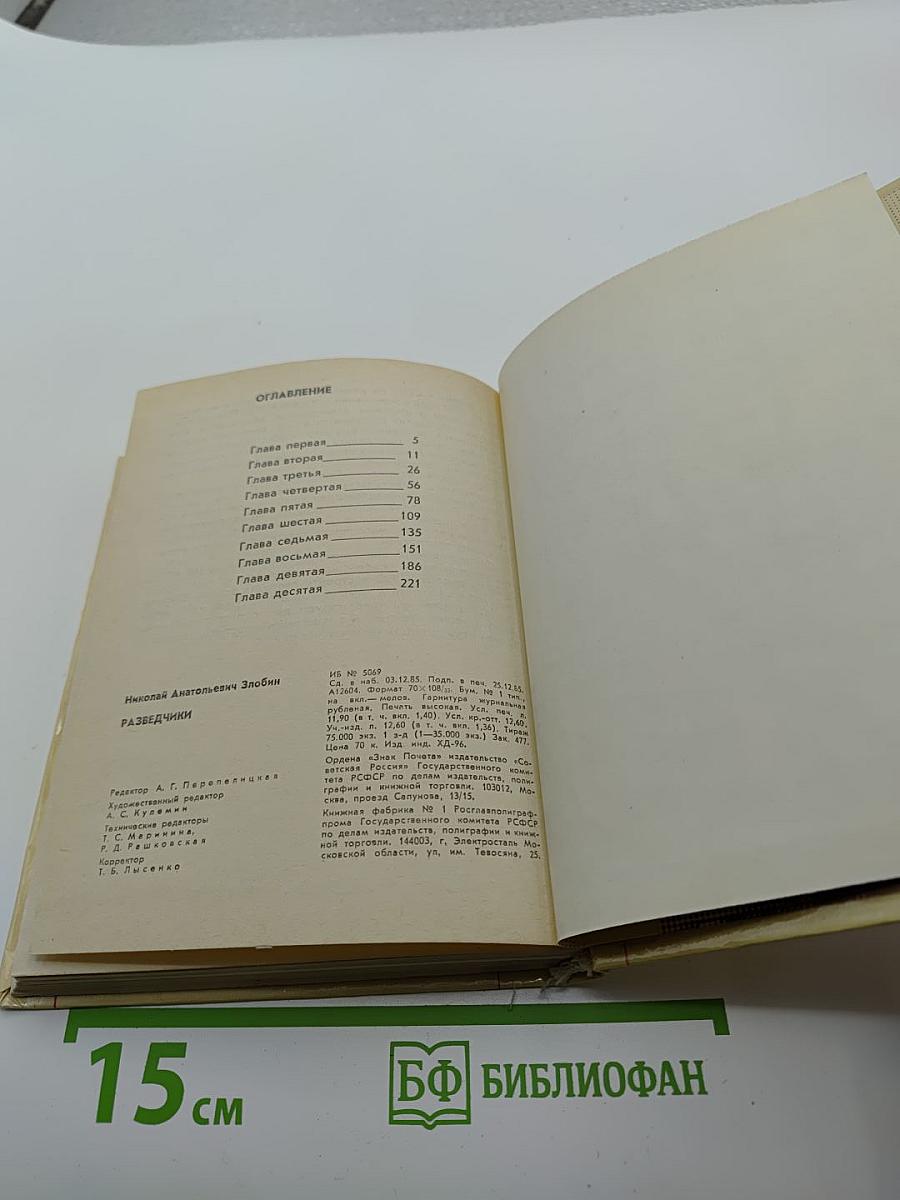 ОГЛАВЛЕНИЕ
Глава первая 5
Глава вторая 11
Глава третья 26
Глава четвертая 56
Глава пятая 78
Глава шестая 109
Глава седьмая 135
Глава восьмая 151
Глава девятая 186
Глава десятая 221
Николай Анатольевич Злобин
РАЗВЕДЧИКИ
Редактор А. Г. Перепелицкая
Художественный редактор
А. С. Кулемин
Технические редакторы
Т. С. Маринина,
Р. Д. Рашковская
Корректор
Т. Б. Лысенко
ИБ № 5069
Сд. в наб. 03.12.85. Подп. в печ. 25.12.85.
А12604. Формат 70×108/32. Бум. № 1 тип.,
на вкл.— мелов. Гарнитура журнальная
рубленая. Печать высокая. Усл. печ. л.
11,90 (в т. ч. вкл. 1,40). Усл. кр.-отт. 12,60.
Уч.-изд. л. 12,60 (в т. ч. вкл. 1,36). Тираж
75.000 экз. 1 з-д (1—35.000 экз.) Зак. 477.
Цена 70 к. Изд. инд. ХД-96.
Ордена «Знак Почета» издательство «Со-
ветская Россия» Государственного коми-
тета РСФСР по делам издательств, поли-
графии и книжной торговли. 103012, Мо-
сква, проезд Сапунова, 13/15.
Книжная фабрика № 1 Росглавполиграф-
прома Государственного комитета РСФСР
по делам издательств, полиграфии и книж-
ной торговли. 144003, г. Электросталь Мо-
сковской области, ул. им. Тевосяна, 25.
15 см
БФ БИБЛИОФАН